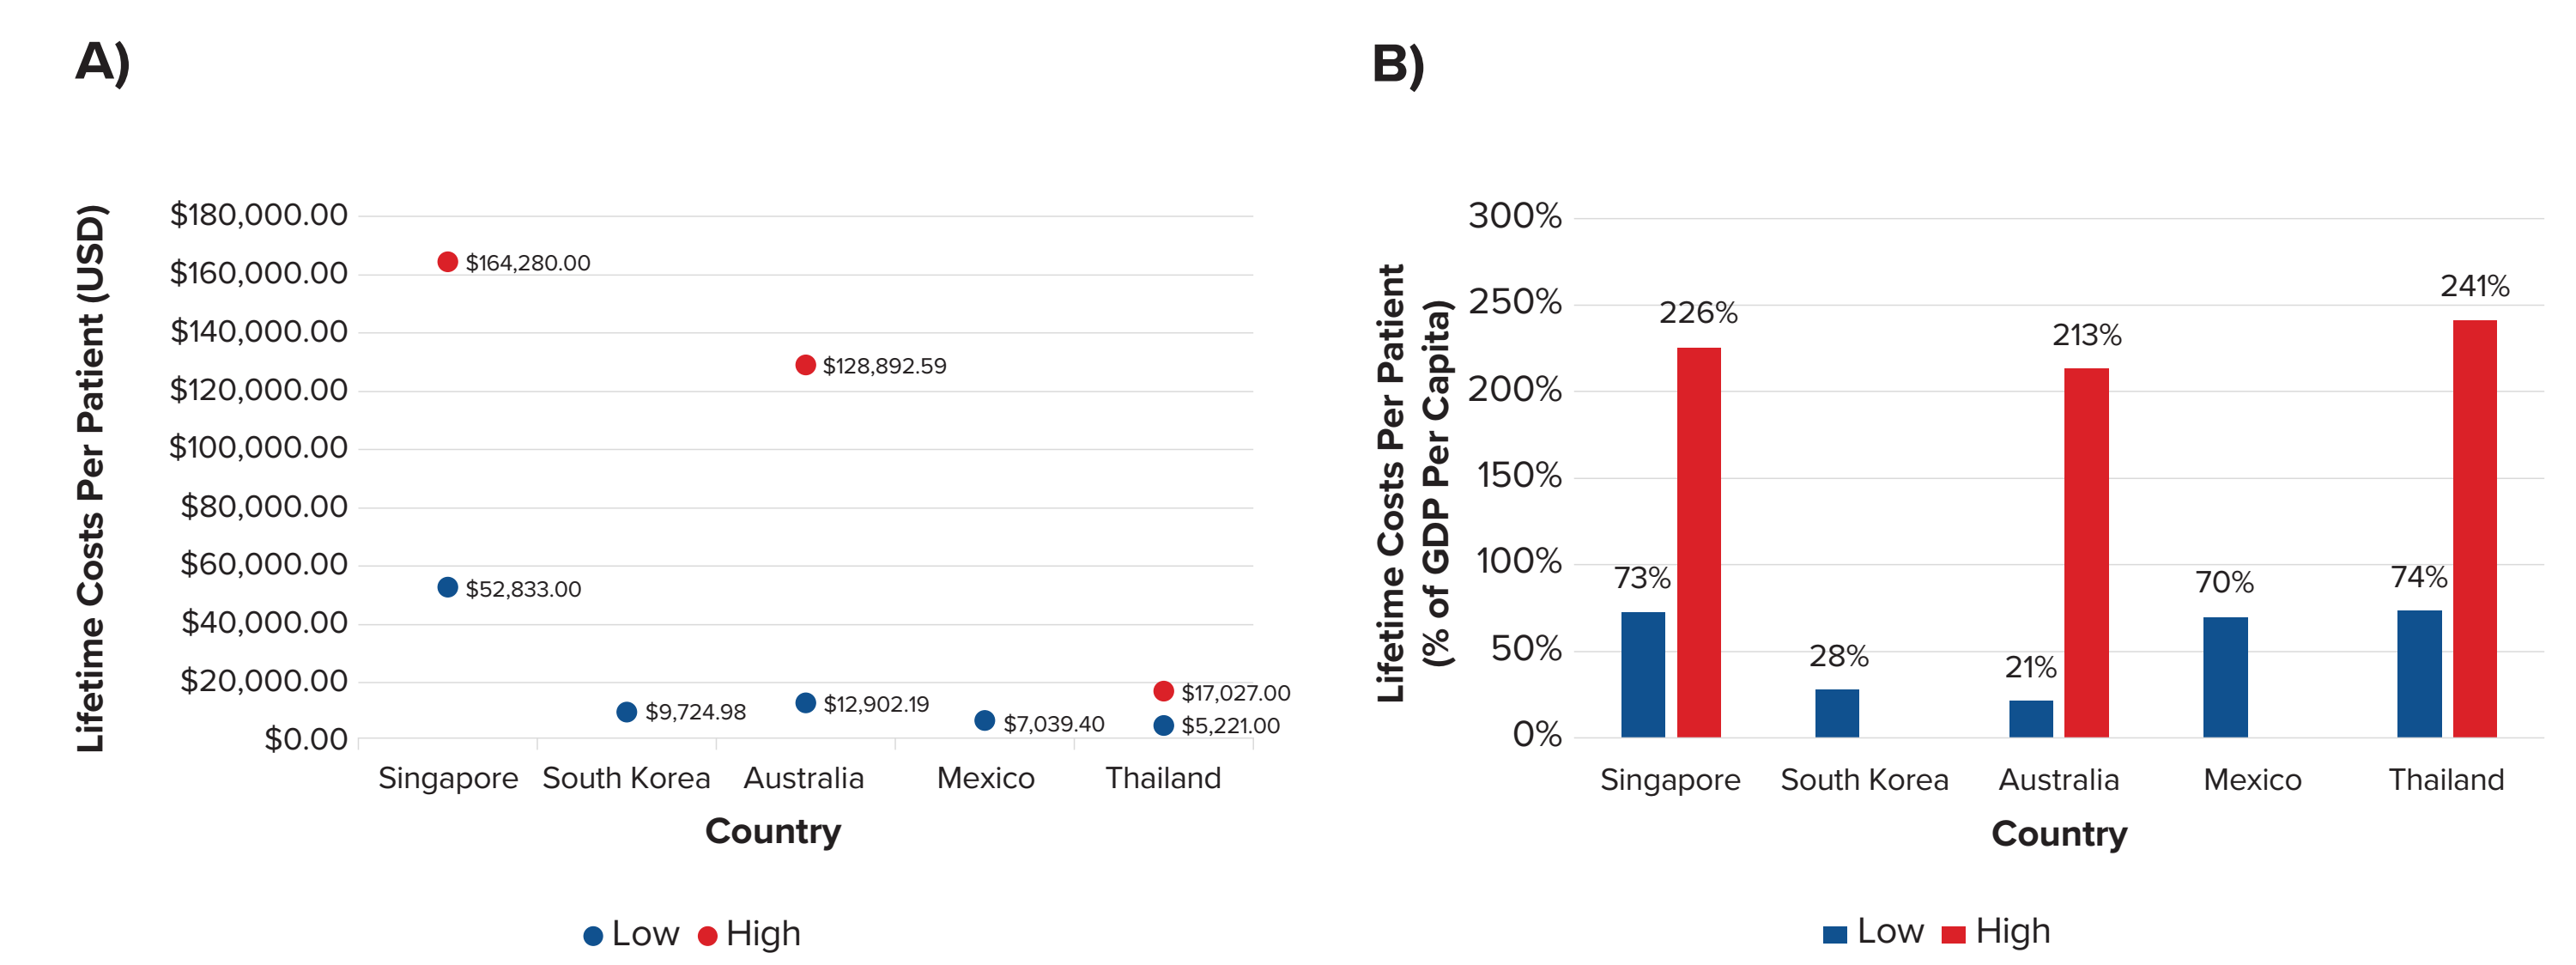 A)
Lifetime Costs Per Patient (USD)
$180,000.00
$160,000.00
$140,000.00
$120,000.00
$100,000.00
$80,000.00
$60,000.00
$40,000.00
$20,000.00
$0.00
$164,280.00
$52,833.00
$9,724.98
$128,892.59
$12,902.19
$7,039.40
$17,027.00
$5,221.00
Singapore
South Korea
Australia
Mexico
Thailand
Country
Low
High
B)
Lifetime Costs Per Patient
(% of GDP Per Capita)
300%
250%
200%
150%
100%
50%
0%
73%
226%
28%
21%
213%
70%
74%
241%
Singapore
South Korea
Australia
Mexico
Thailand
Country
Low
High